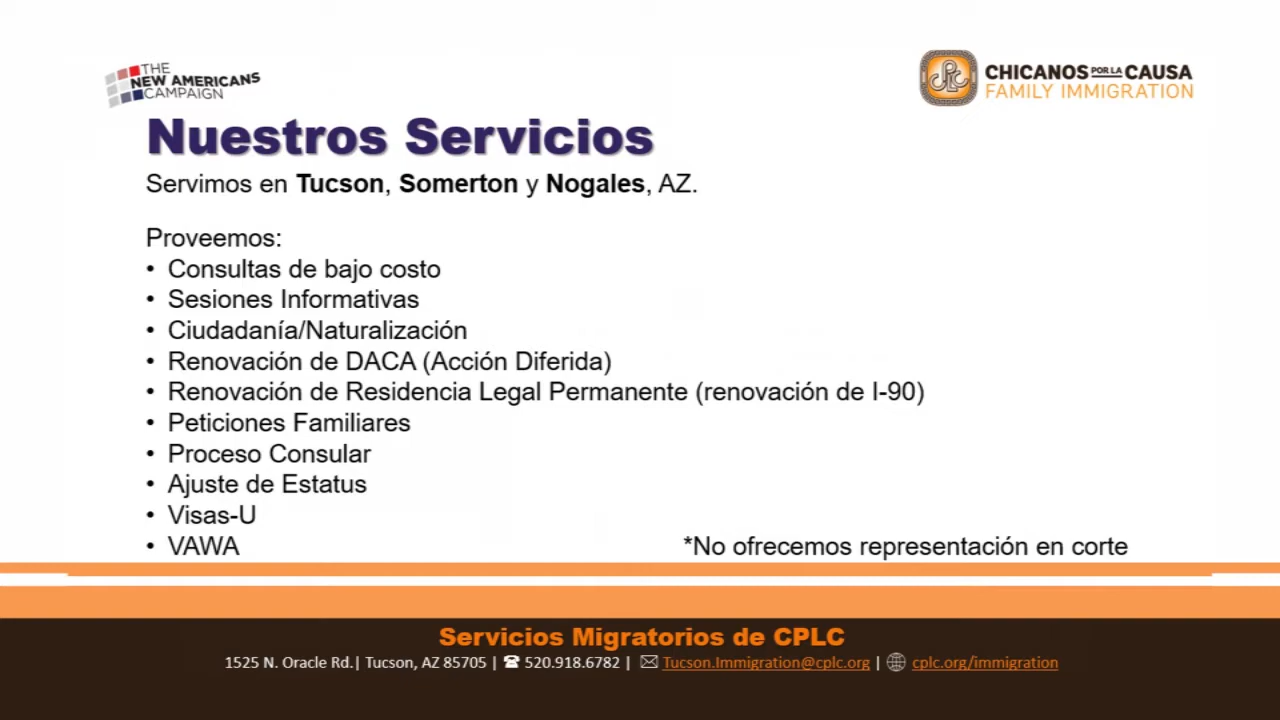 THE
NEW AMERICANS
CAMPAIGN
CPLC
CHICANOS POR LA CAUSA
FAMILY IMMIGRATION
Nuestros Servicios
Servimos en Tucson, Somerton y Nogales, AZ.
Proveemos:
• Consultas de bajo costo
• Sesiones Informativas
• Ciudadanía/Naturalización
• Renovación de DACA (Acción Diferida)
• Renovación de Residencia Legal Permanente (renovación de I-90)
• Peticiones Familiares
• Proceso Consular
• Ajuste de Estatus
• Visas-U
• VAWA
*No ofrecemos representación en corte
Servicios Migratorios de CPLC
1525 N. Oracle Rd.| Tucson, AZ 85705 | ☎ 520.918.6782 | ✉ Tucson.Immigration@cplc.org | cplc.org/immigration